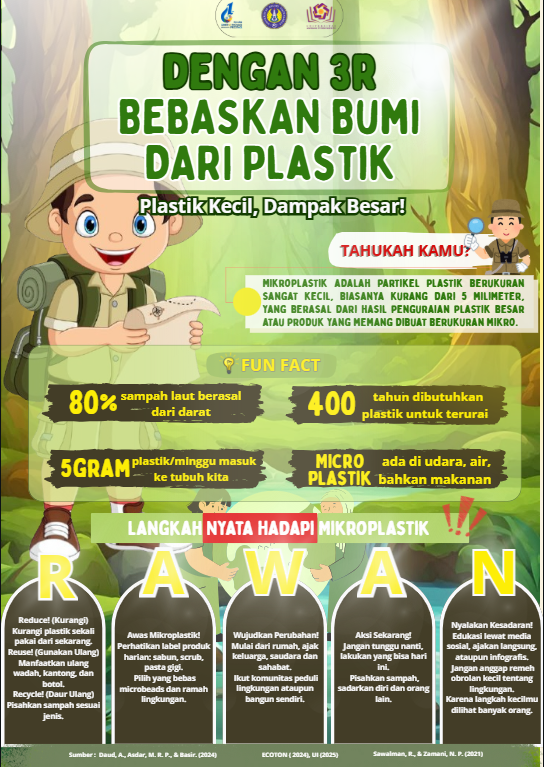 DENGAN 3R
BEBASKAN BUMI
DARI PLASTIK
Plastik Kecil, Dampak Besar!
TAHUKAH KAMU?
MIKROPLASTIK ADALAH PARTIKEL PLASTIK BERUKURAN
SANGAT KECIL, BIASANYA KURANG DARI 5 MILIMETER,
YANG BERASAL DARI HASIL PENGURAIAN PLASTIK BESAR
ATAU PRODUK YANG MEMANG DIBUAT BERUKURAN MIKRO.
FUN FACT
80% sampah laut berasal
dari darat
400 tahun dibutuhkan
plastik untuk terurai
5GRAM plastik/minggu masuk
ke tubuh kita
MICRO
PLASTIK
ada di udara, air,
bahkan makanan
LANGKAH NYATA HADAPI MIKROPLASTIK
R A W A N
Reduce! (Kurangi)
Kurangi plastik sekali
pakai dari sekarang.
Reuse! (Gunakan Ulang)
Manfaatkan ulang
wadah, kantong, dan
botol.
Recycle! (Daur Ulang)
Pisahkan sampah sesuai
jenis.
Awas Mikroplastik!
Perhatikan label produk
harian: sabun, scrub,
pasta gigi.
Pilih yang bebas
microbeads dan ramah
lingkungan.
Wujudkan Perubahan!
Mulai dari rumah, ajak
keluarga, saudara dan
sahabat.
Ikut komunitas peduli
lingkungan ataupun
bangun sendiri.
Aksi Sekarang!
Jangan tunggu nanti,
lakukan yang bisa hari
ini.
Pisahkan sampah,
sadarkan diri dan orang
lain.
Nyalakan Kesadaran!
Edukasi lewat media
sosial, ajakan langsung,
ataupun infografis.
Jangan anggap remeh
obrolan kecil tentang
lingkungan.
Karena langkah kecilmu
dilihat banyak orang.
Sumber : Daud, A., Asdar, M. R. P., & Basir. (2024)
ECOTON ( 2024), UI (2025)
Sawalman, R., & Zamani, N. P. (2021)